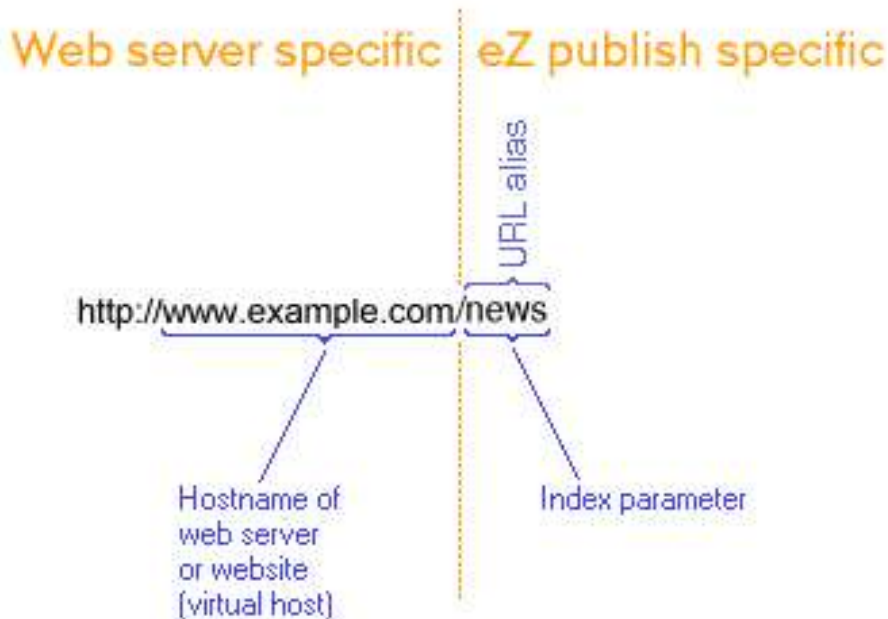 Web server specific
eZ publish specific
URL alias
http://www.example.com/news
Hostname of
web server
or website
(virtual host)
Index parameter